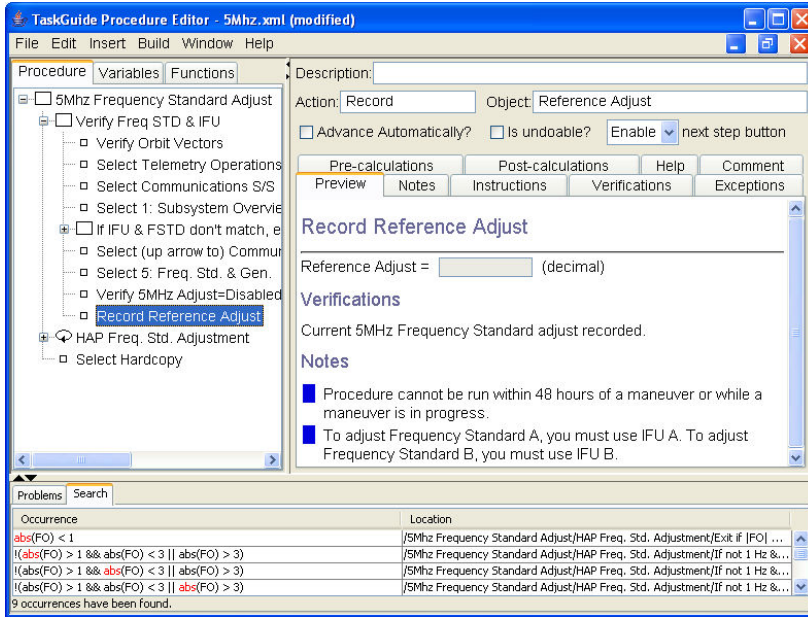 TaskGuide Procedure Editor - 5Mhz.xml (modified)
File Edit Insert Build Window Help
Procedure Variables Functions
5Mhz Frequency Standard Adjust
Verify Freq STD & IFU
Verify Orbit Vectors
Select Telemetry Operations
Select Communications S/S
Select 1: Subsystem Overvie
If IFU & FSTD don't match, e
Select (up arrow to) Commur
Select 5: Freq. Std. & Gen.
Verify 5MHz Adjust=Disabled
Record Reference Adjust
HAP Freq. Std. Adjustment
Select Hardcopy
Description:
Action: Record Object: Reference Adjust
Advance Automatically? Is undoable? Enable next step button
Pre-calculations Post-calculations Help Comment
Preview Notes Instructions Verifications Exceptions
Record Reference Adjust
Reference Adjust = (decimal)
Verifications
Current 5MHz Frequency Standard adjust recorded.
Notes
Procedure cannot be run within 48 hours of a maneuver or while a
maneuver is in progress.
To adjust Frequency Standard A, you must use IFU A. To adjust
Frequency Standard B, you must use IFU B.
Problems Search
Occurrence Location
abs(FO) < 1 /5Mhz Frequency Standard Adjust/HAP Freq. Std. Adjustment/Exit if |FO| ...
!(abs(FO) > 1 && abs(FO) < 3 || abs(FO) > 3) /5Mhz Frequency Standard Adjust/HAP Freq. Std. Adjustment/If not 1 Hz &...
!(abs(FO) > 1 && abs(FO) < 3 || abs(FO) > 3) /5Mhz Frequency Standard Adjust/HAP Freq. Std. Adjustment/If not 1 Hz &...
!(abs(FO) > 1 && abs(FO) < 3 || abs(FO) > 3) /5Mhz Frequency Standard Adjust/HAP Freq. Std. Adjustment/If not 1 Hz &...
9 occurrences have been found.